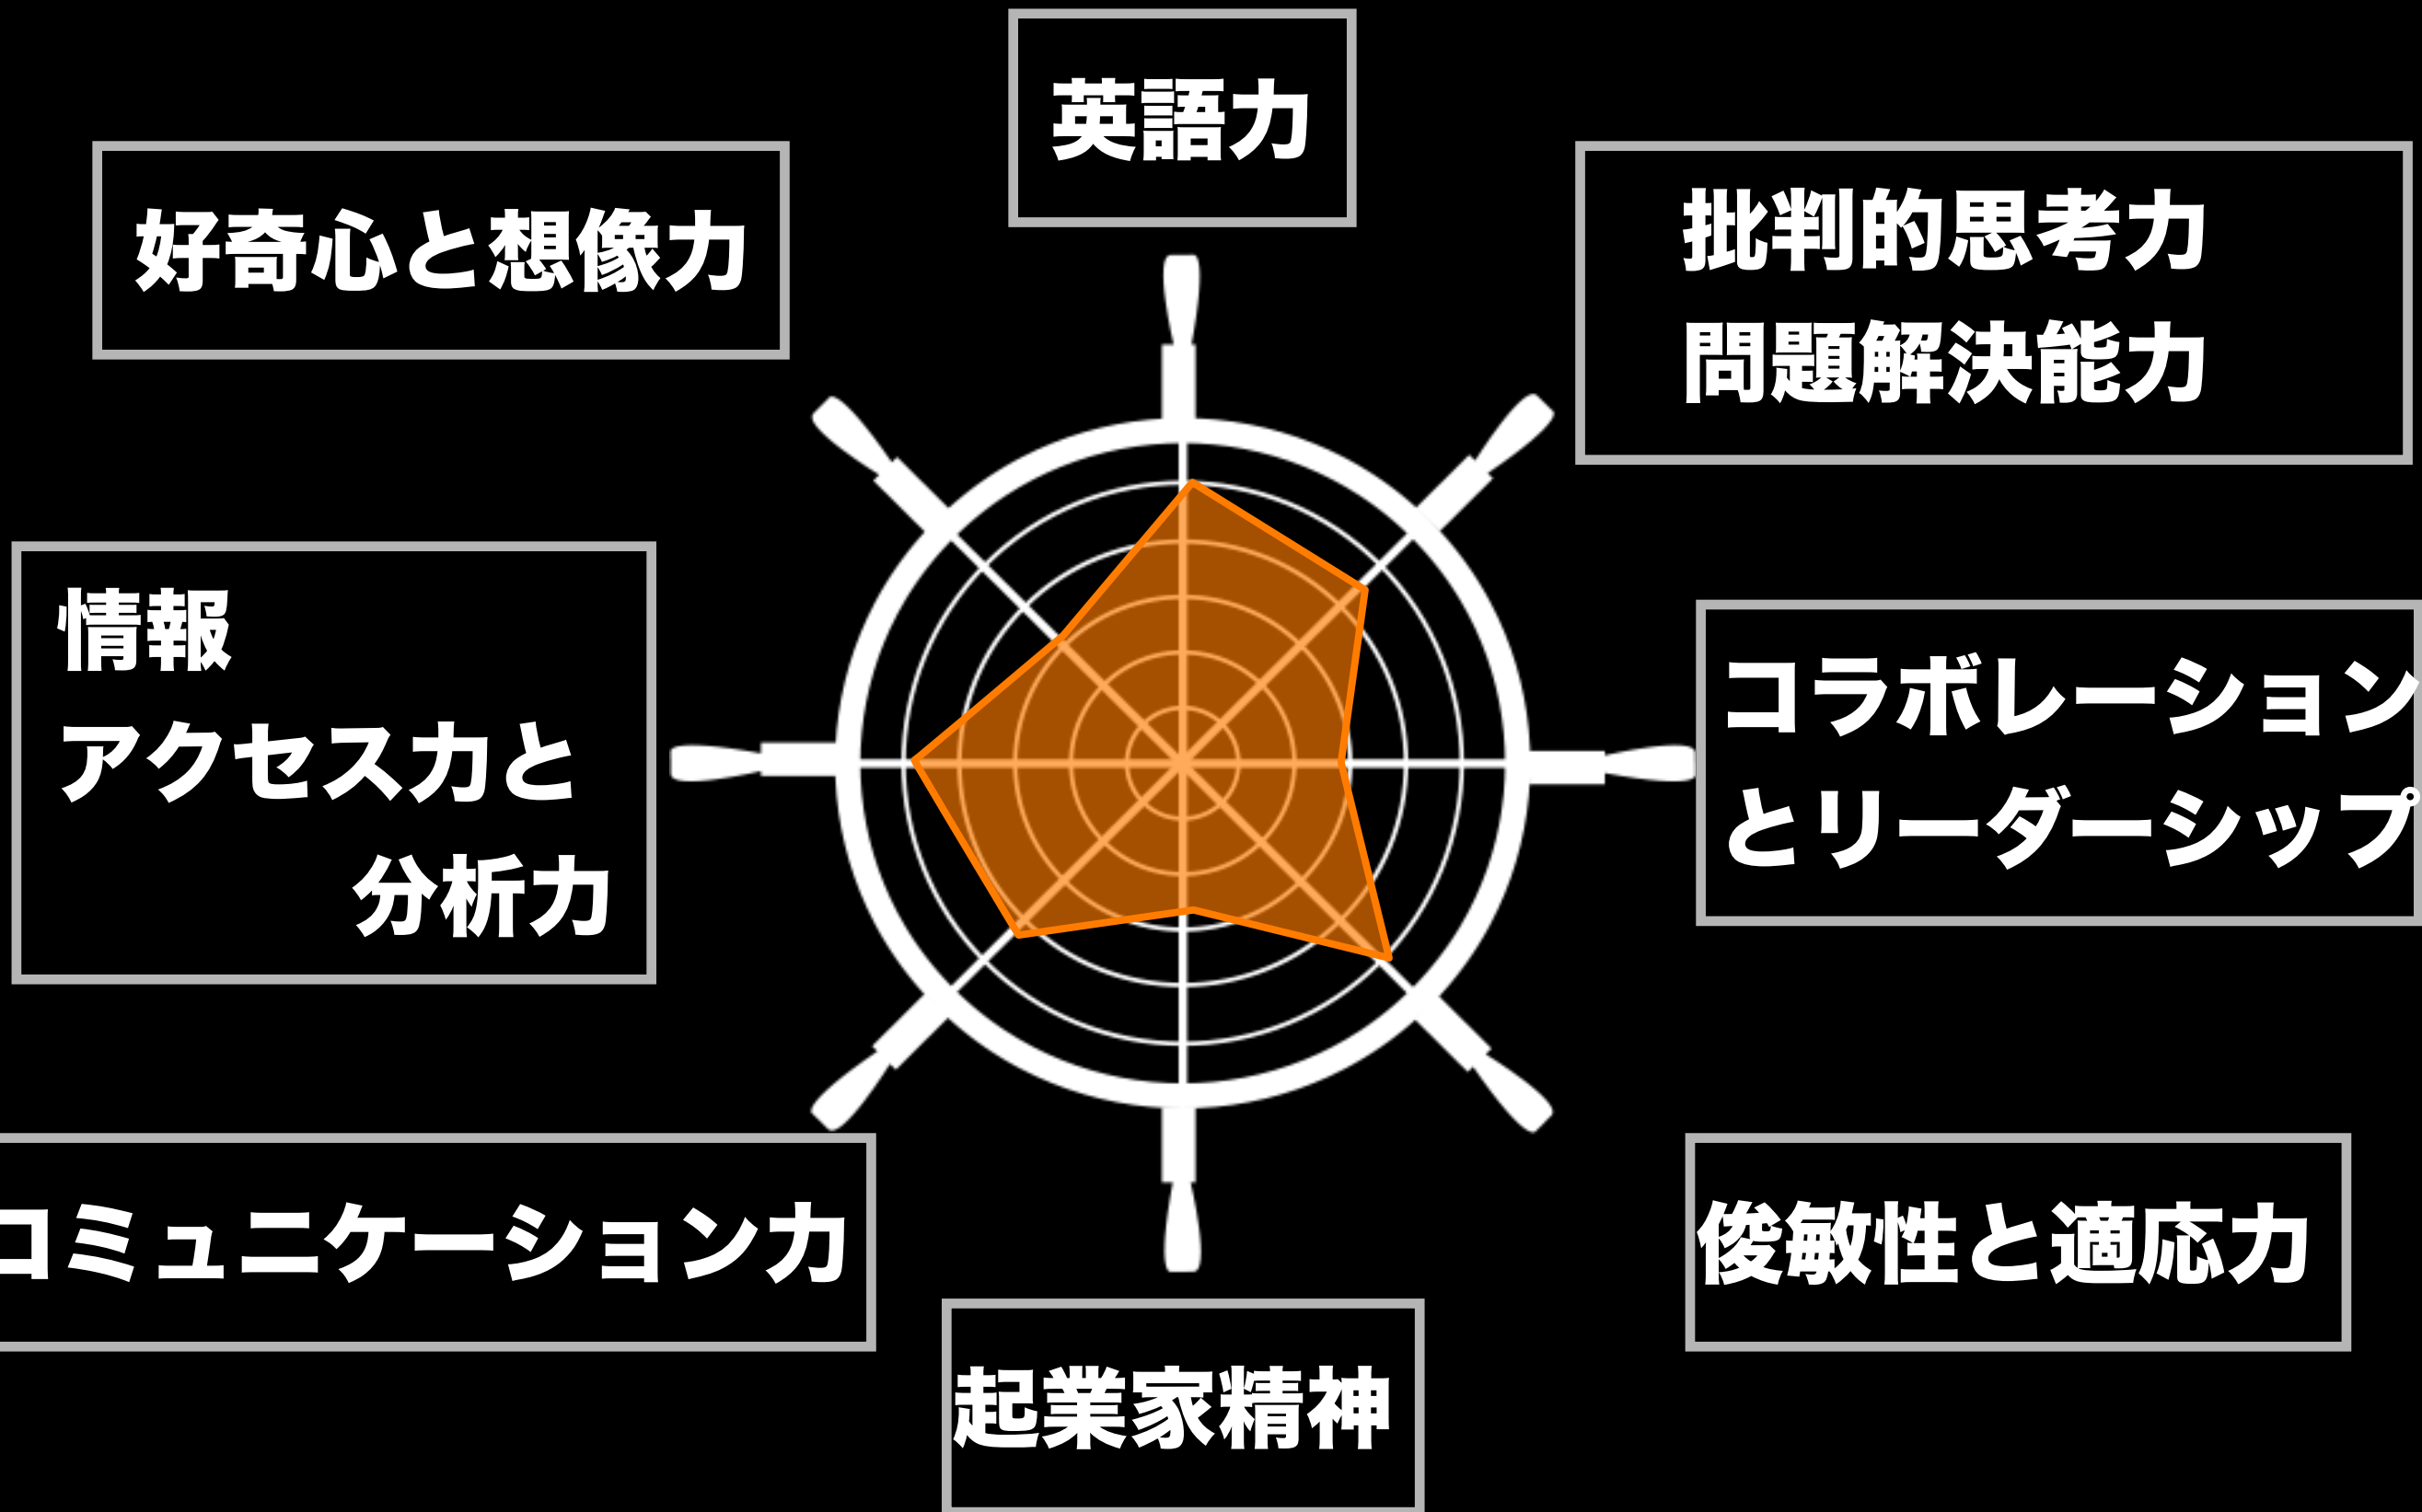 英語力
好奇心と想像力
批判的思考力
問題解決能力
情報
アクセス力と
分析力
コラボレーション
とリーダーシップ
コミュニケーション力
俊敏性と適応力
起業家精神